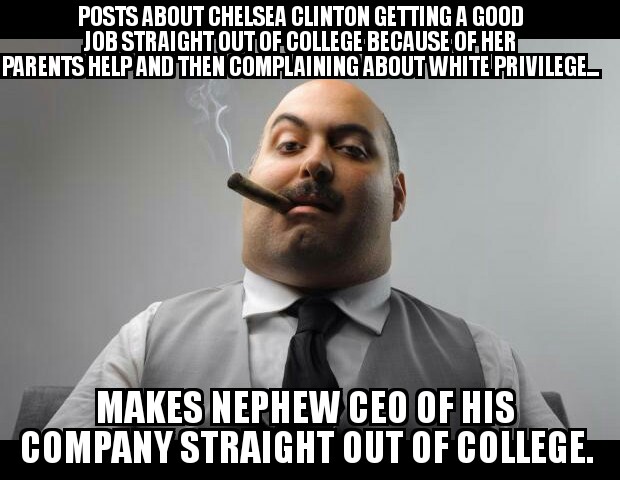 POSTS ABOUT CHELSEA CLINTON GETTING A GOOD
JOB STRAIGHT OUT OF COLLEGE BECAUSE OF HER
PARENTS HELP AND THEN COMPLAINING ABOUT WHITE PRIVILEGE...
MAKES NEPHEW CEO OF HIS
COMPANY STRAIGHT OUT OF COLLEGE.